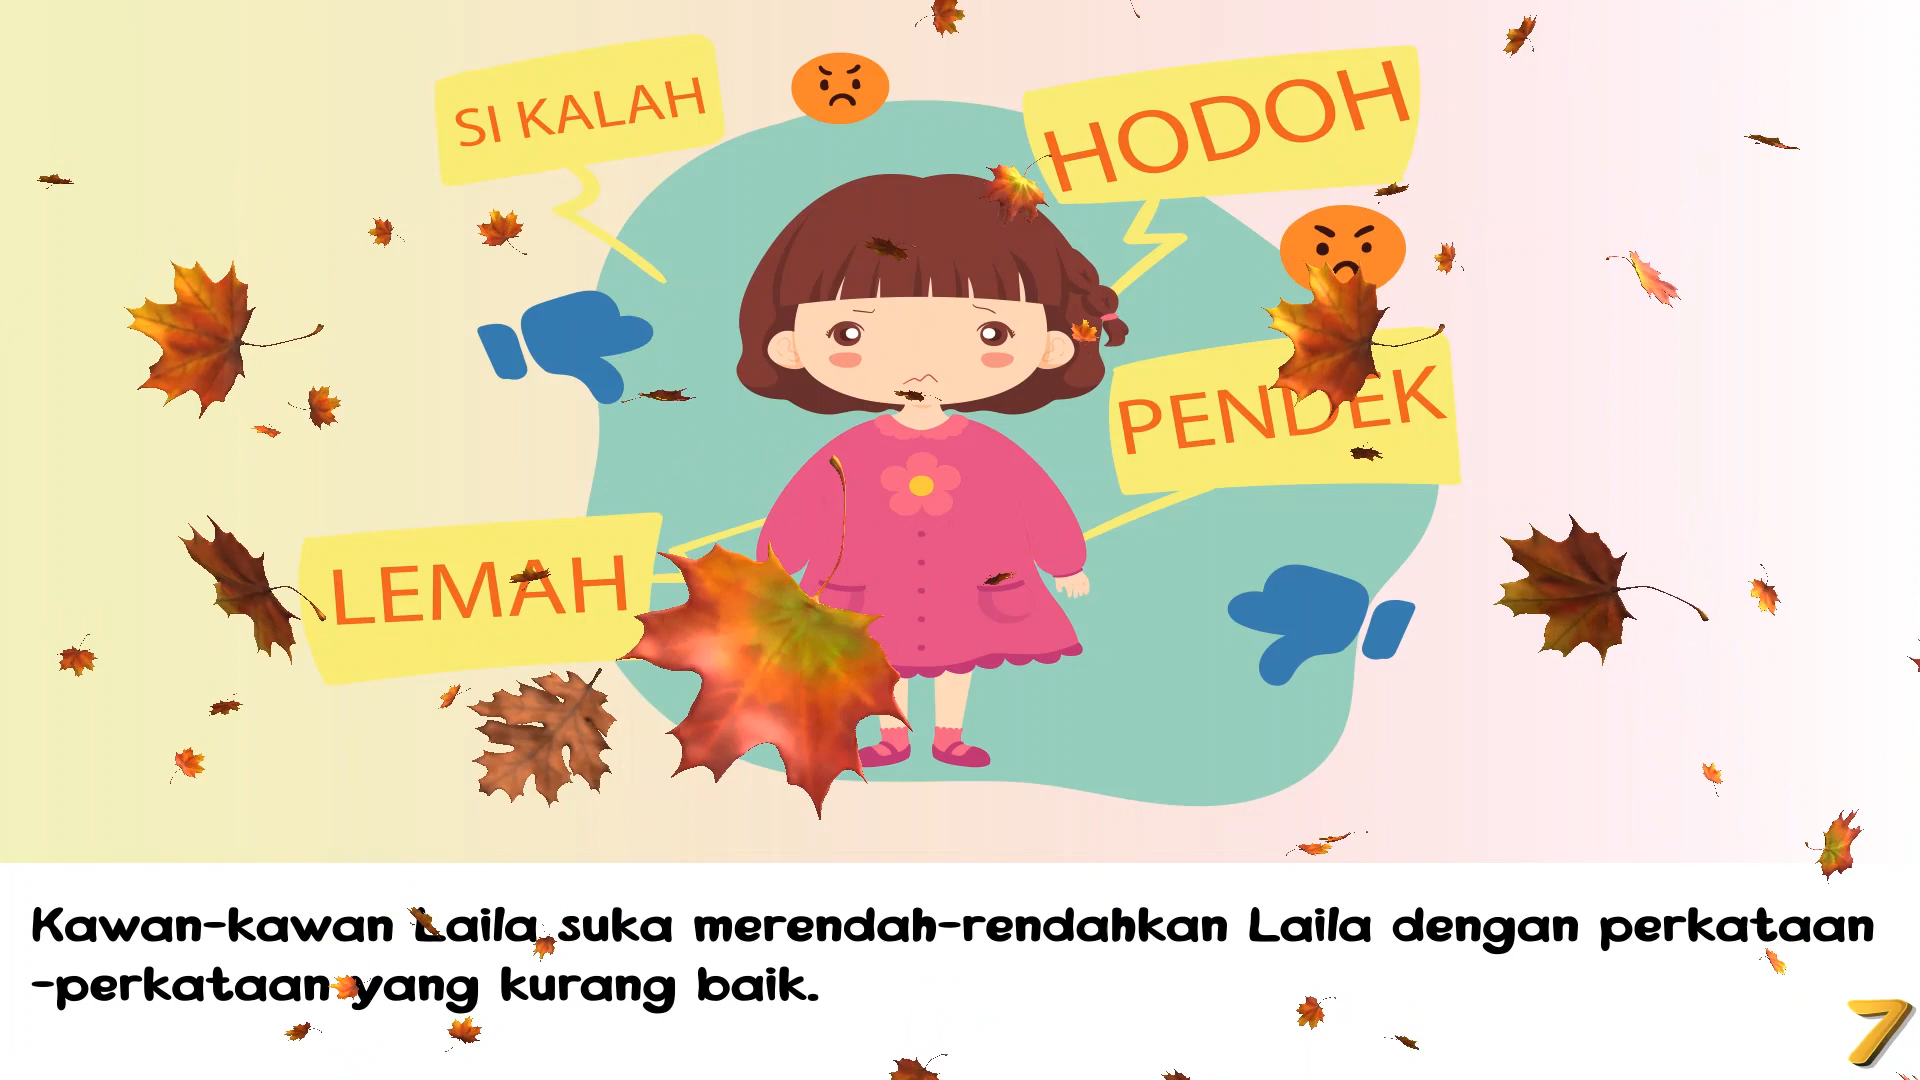 SI KALAH
HODOH
PENDEK
LEMAH
Kawan-kawan Laila suka merendah-rendahkan Laila dengan perkataan
-perkataan yang kurang baik.
7